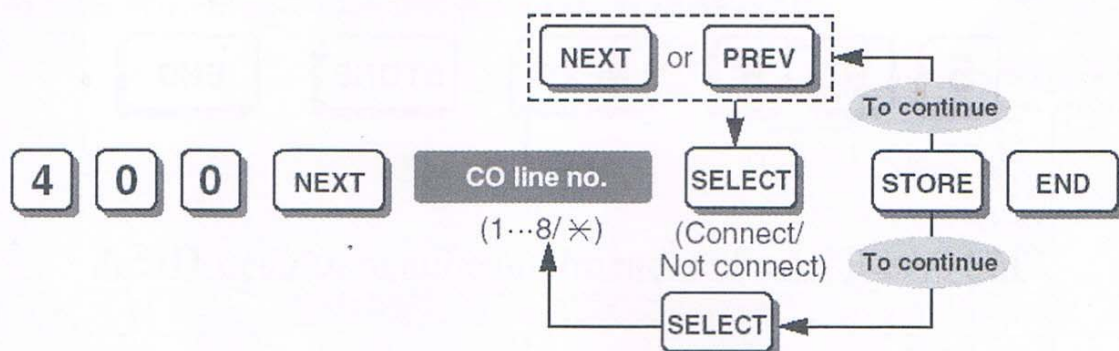 NEXT or PREV
To continue
4 0 0 NEXT CO line no. SELECT STORE END
(1···8/ ✳) (Connect/
Not connect)
To continue
SELECT